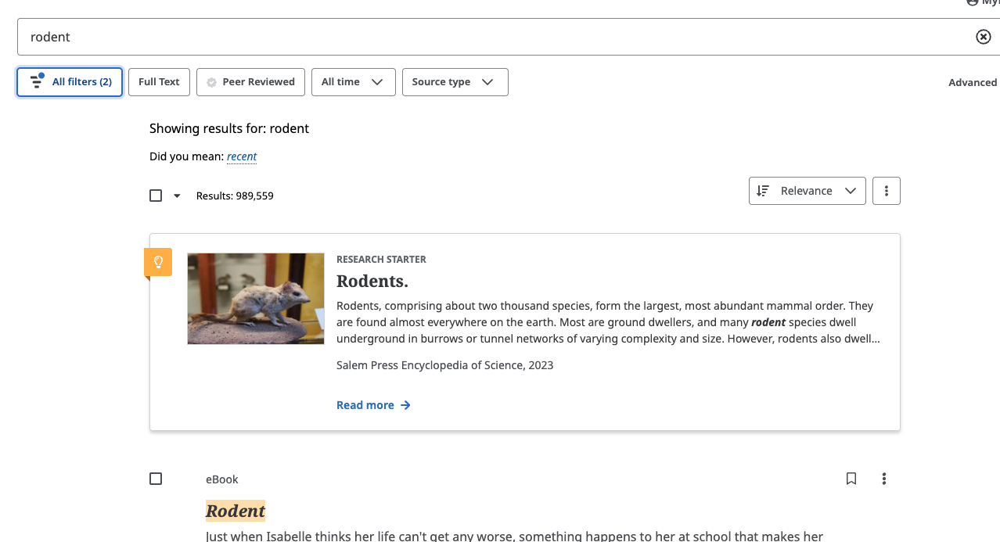 rodent
All filters (2)
Full Text
Peer Reviewed
All time
Source type
Advanced
Showing results for: rodent
Did you mean: recent
Results: 989,559
Relevance
RESEARCH STARTER
Rodents.
Rodents, comprising about two thousand species, form the largest, most abundant mammal order. They
are found almost everywhere on the earth. Most are ground dwellers, and many rodent species dwell
underground in burrows or tunnel networks of varying complexity and size. However, rodents also dwell...
Salem Press Encyclopedia of Science, 2023
Read more
eBook
Rodent
Just when Isabelle thinks her life can't get any worse, something happens to her at school that makes her